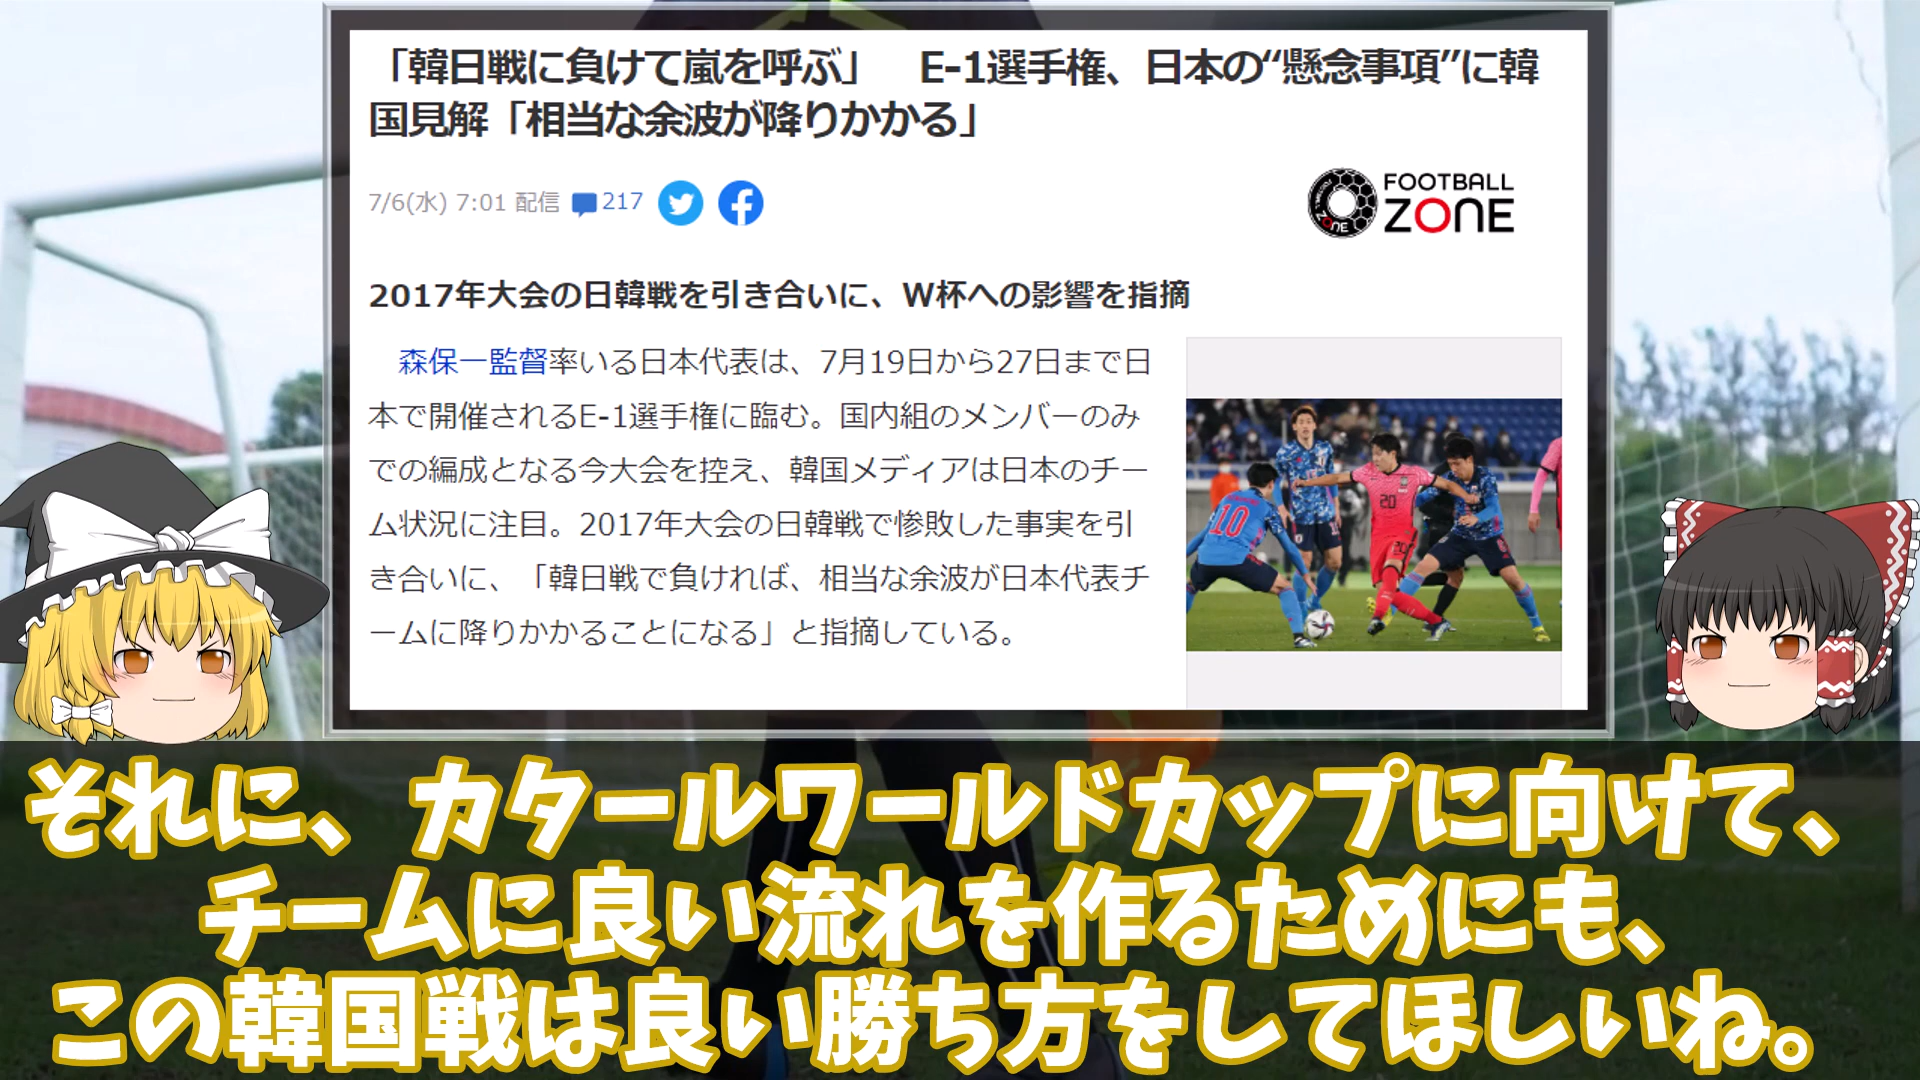 「韓日戦に負けて嵐を呼ぶ」　E-1選手権、日本の“懸念事項”に韓
国見解「相当な余波が降りかかる」
7/6(水) 7:01 配信 217
FOOTBALL
ZONE
2017年大会の日韓戦を引き合いに、W杯への影響を指摘
森保一監督率いる日本代表は、7月19日から27日まで日
本で開催されるE-1選手権に臨む。国内組のメンバーのみ
での編成となる今大会を控え、韓国メディアは日本のチー
ム状況に注目。2017年大会の日韓戦で惨敗した事実を引
き合いに、「韓日戦で負ければ、相当な余波が日本代表チ
ームに降りかかることになる」と指摘している。
10
20
20
それに、カタールワールドカップに向けて、
チームに良い流れを作るためにも、
この韓国戦は良い勝ち方をしてほしいね。